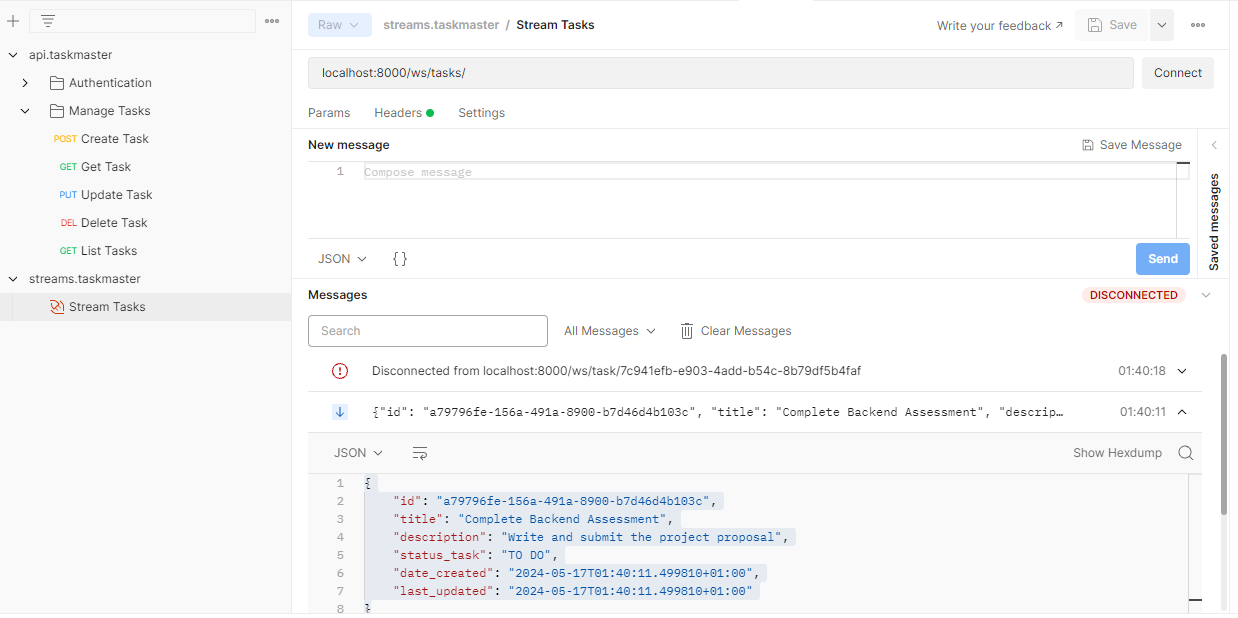 Raw
streams.taskmaster / Stream Tasks
Write your feedback ↗
Save
api.taskmaster
Authentication
Manage Tasks
POST Create Task
GET Get Task
PUT Update Task
DEL Delete Task
GET List Tasks
streams.taskmaster
Stream Tasks
localhost:8000/ws/tasks/
Connect
Params Headers Settings
New message
Save Message
1 Compose message
Saved messages
JSON { }
Send
Messages
DISCONNECTED
Search
All Messages
Clear Messages
Disconnected from localhost:8000/ws/task/7c941efb-e903-4add-b54c-8b79df5b4faf 01:40:18
{"id": "a79796fe-156a-491a-8900-b7d46d4b103c", "title": "Complete Backend Assessment", "descrip… 01:40:11
JSON
Show Hexdump
1 {
2 "id": "a79796fe-156a-491a-8900-b7d46d4b103c",
3 "title": "Complete Backend Assessment",
4 "description": "Write and submit the project proposal",
5 "status_task": "TO DO",
6 "date_created": "2024-05-17T01:40:11.499810+01:00",
7 "last_updated": "2024-05-17T01:40:11.499810+01:00"
8 }